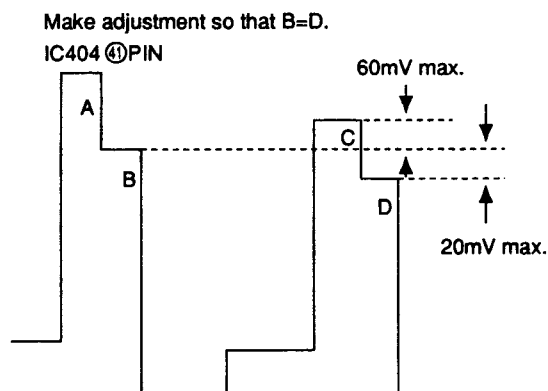 Make adjustment so that B=D.
IC404 ㊶PIN
60mV max.
A
C
B
D
20mV max.